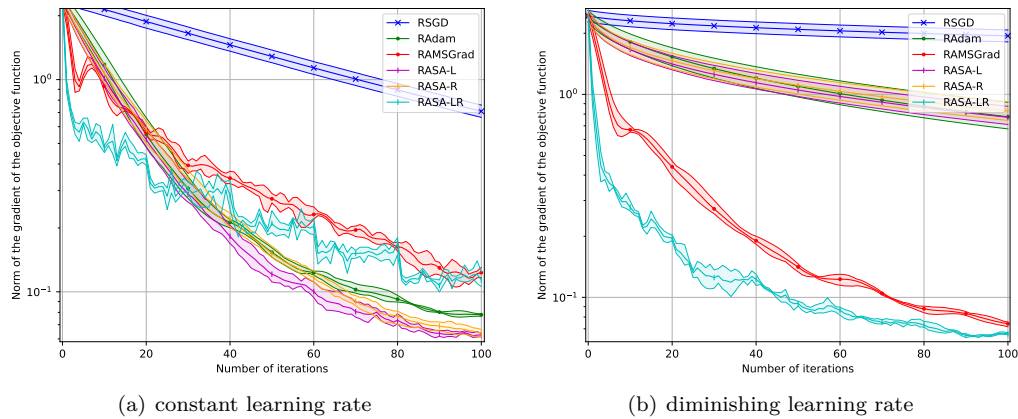 Norm of the gradient of the objective function
10⁰
10⁻¹
0 20 40 60 80 100
Number of iterations
RSGD
RAdam
RAMSGrad
RASA-L
RASA-R
RASA-LR
(a) constant learning rate
Norm of the gradient of the objective function
10⁰
10⁻¹
0 20 40 60 80 100
Number of iterations
RSGD
RAdam
RAMSGrad
RASA-L
RASA-R
RASA-LR
(b) diminishing learning rate